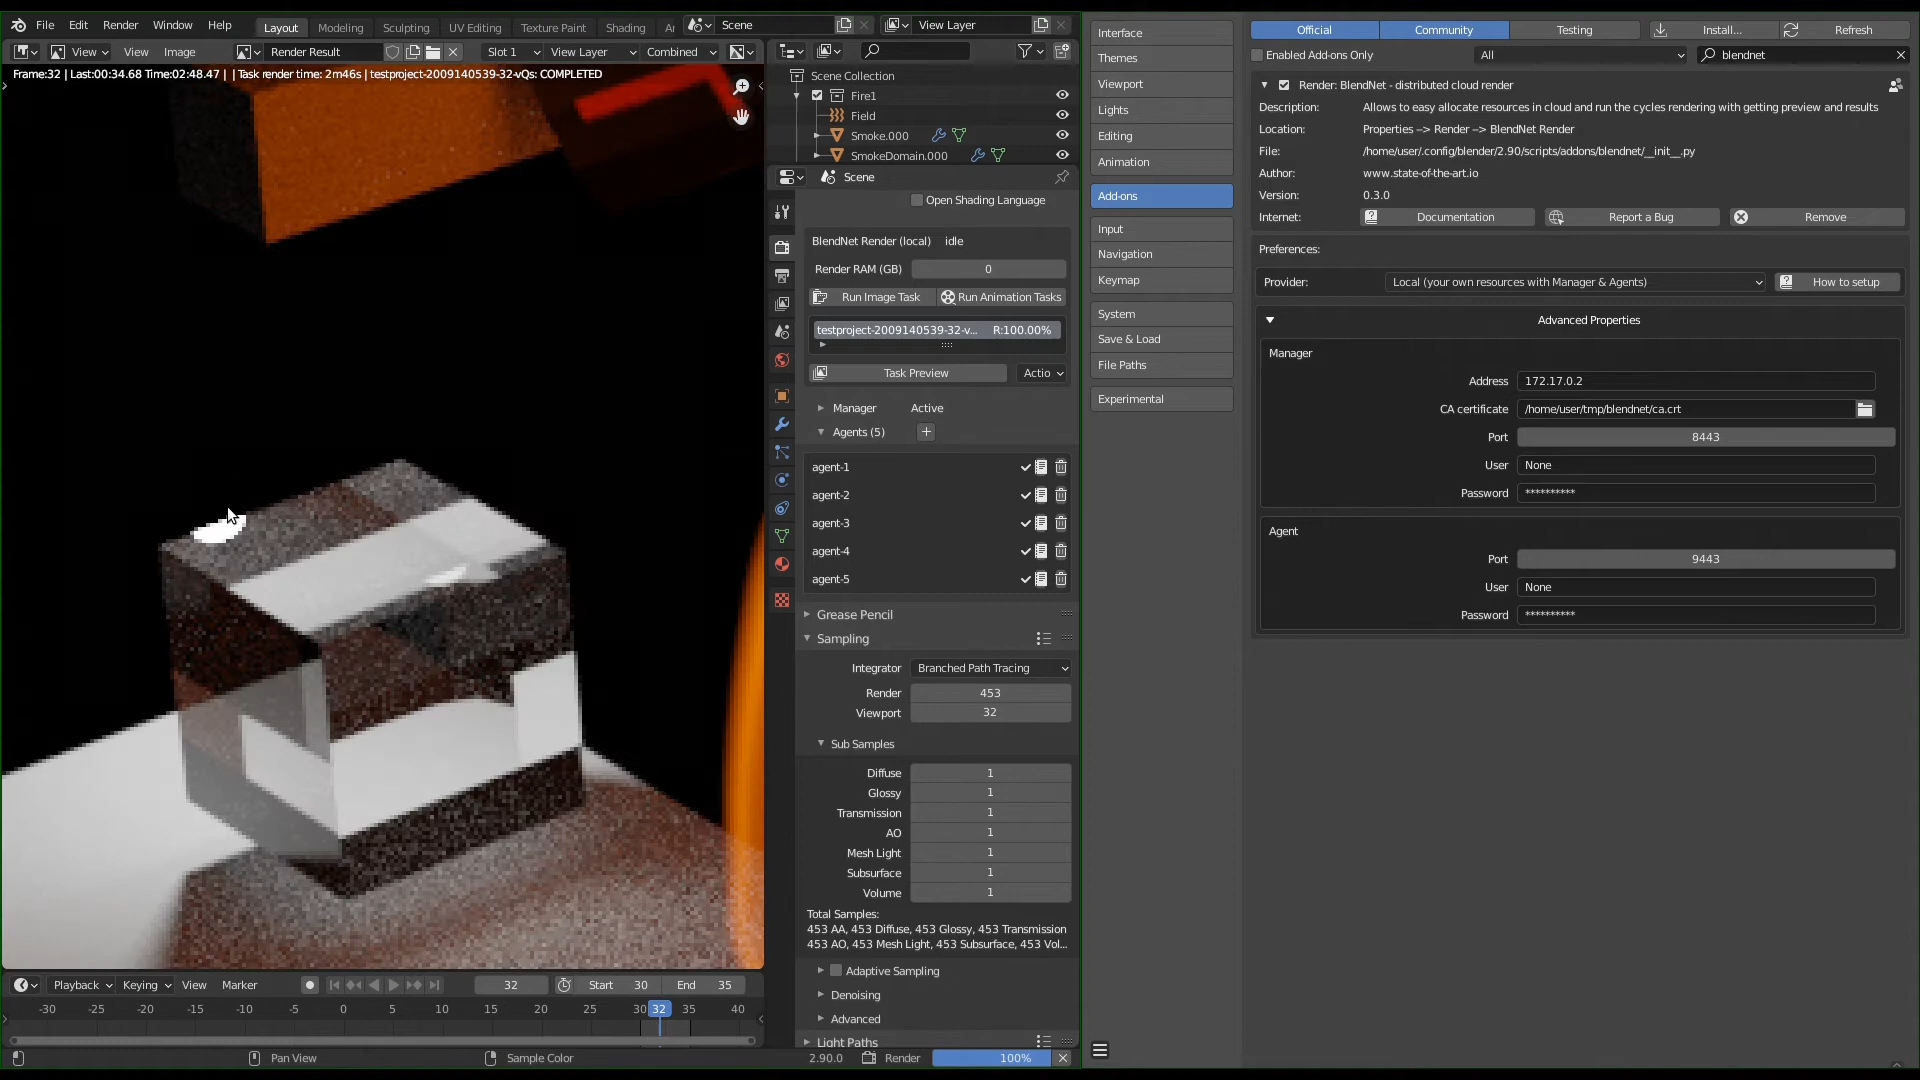 File Edit Render Window Help Layout Modeling Sculpting UV Editing Texture Paint Shading Ar Scene View Layer
View View Image Render Result Slot 1 View Layer Combined
Frame:32 | Last:00:34.68 Time:02:48.47 | | Task render time: 2m46s | testproject-2009140539-32-vQs: COMPLETED
Scene Collection
Fire1
Field
Smoke.000
SmokeDomain.000
Scene
Open Shading Language
BlendNet Render (local) idle
Render RAM (GB) 0
Run Image Task Run Animation Tasks
testproject-2009140539-32-v... R:100.00%
Task Preview Actio
Manager Active
Agents (5)
agent-1
agent-2
agent-3
agent-4
agent-5
Grease Pencil
Sampling
Integrator Branched Path Tracing
Render 453
Viewport 32
Sub Samples
Diffuse 1
Glossy 1
Transmission 1
AO 1
Mesh Light 1
Subsurface 1
Volume 1
Total Samples:
453 AA, 453 Diffuse, 453 Glossy, 453 Transmission
453 AO, 453 Mesh Light, 453 Subsurface, 453 Vol...
Adaptive Sampling
Denoising
Advanced
Light Paths
Playback Keying View Marker 32 Start 30 End 35
-30 -25 -20 -15 -10 -5 0 5 10 15 20 25 30 32 35 40
Pan View Sample Color 2.90.0 Render 100%
Interface
Themes
Viewport
Lights
Editing
Animation
Add-ons
Input
Navigation
Keymap
System
Save & Load
File Paths
Experimental
Official Community Testing Install... Refresh
Enabled Add-ons Only All blendnet
Render: BlendNet - distributed cloud render
Description: Allows to easy allocate resources in cloud and run the cycles rendering with getting preview and results
Location: Properties --> Render --> BlendNet Render
File: /home/user/.config/blender/2.90/scripts/addons/blendnet/__init__.py
Author: www.state-of-the-art.io
Version: 0.3.0
Internet: Documentation Report a Bug Remove
Preferences:
Provider: Local (your own resources with Manager & Agents) How to setup
Advanced Properties
Manager
Address 172.17.0.2
CA certificate /home/user/tmp/blendnet/ca.crt
Port 8443
User None
Password **********
Agent
Port 9443
User None
Password **********